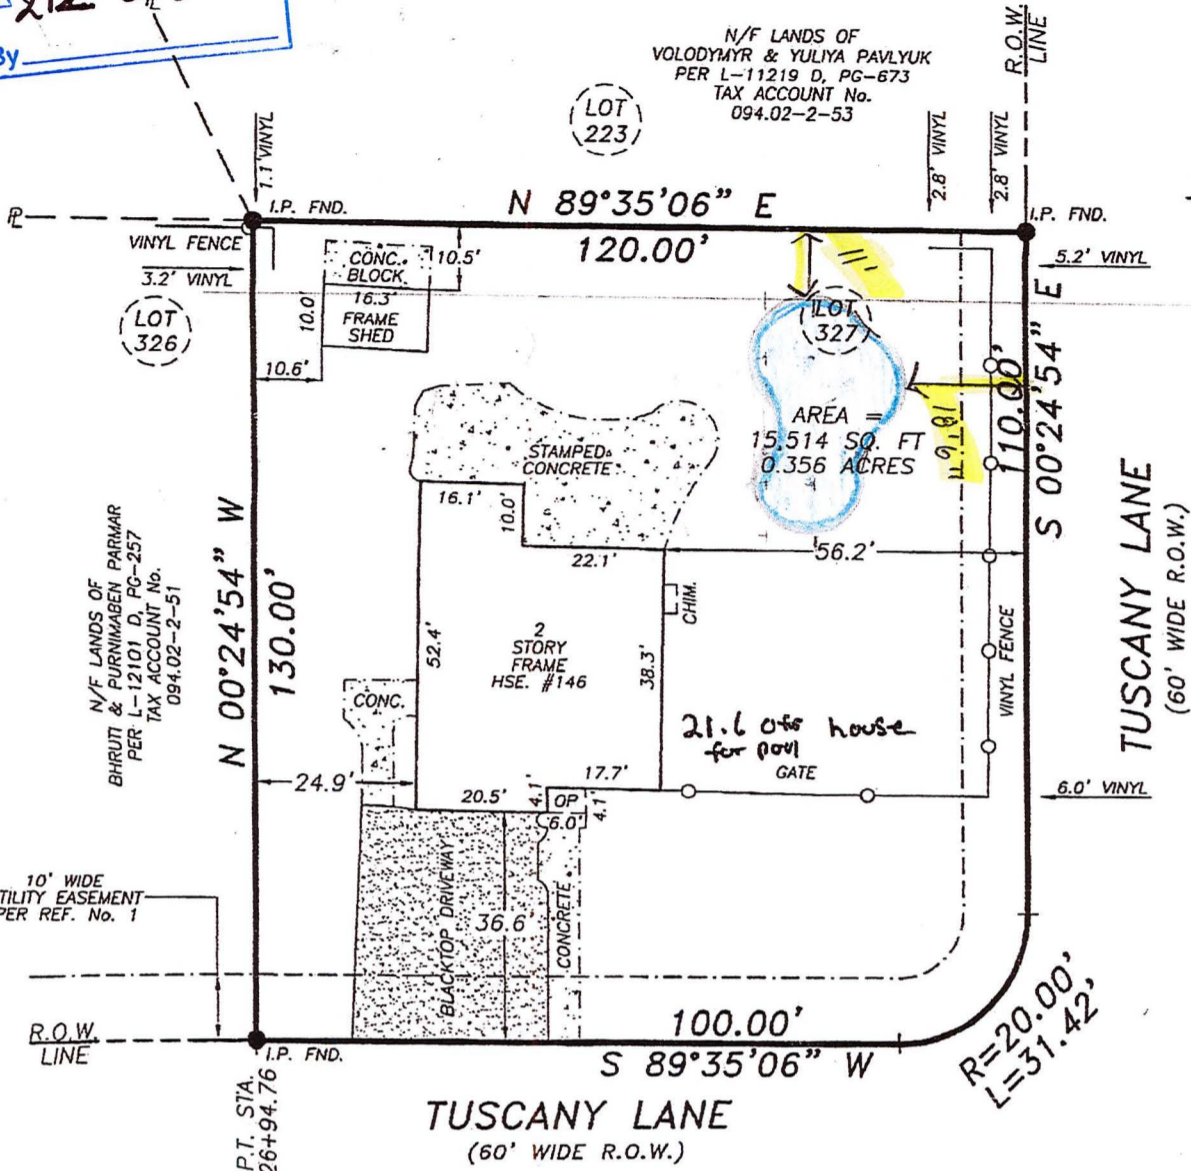 By
N/F LANDS OF
VOLODYMYR & YULIYA PAVLYUK
PER L-11219 D, PG-673
TAX ACCOUNT No.
094.02-2-53
R.O.W.
LINE
LOT
223
1.1' VINYL
2.8' VINYL
2.8' VINYL
I.P. FND.
N 89°35'06" E
120.00'
I.P. FND.
VINYL FENCE
3.2' VINYL
CONC.
BLOCK
10.5'
5.2' VINYL
LOT
326
10.0'
16.3'
FRAME
SHED
10.6'
11'
LOT
327
AREA =
15,514 SQ. FT
0.356 ACRES
110.00'
S 00°24'54" E
STAMPED
CONCRETE
16.1'
10.0'
22.1'
56.2'
CHIM.
N/F LANDS OF
BHRUTI & PURNIMABEN PARMAR
PER L-12101 D, PG-257
TAX ACCOUNT No.
094.02-2-51
N 00°24'54" W
130.00'
52.4'
2
STORY
FRAME
HSE. #146
38.3'
VINYL FENCE
TUSCANY LANE
(60' WIDE R.O.W.)
CONC.
21.6 off house
for pool
GATE
24.9'
20.5'
4.1'
17.7'
OP
6.0'
4.1'
6.0' VINYL
10' WIDE
TILITY EASEMENT
PER REF. No. 1
BLACKTOP DRIVEWAY
36.6'
CONCRETE
R.O.W.
LINE
I.P. FND.
100.00'
S 89°35'06" W
R=20.00'
L=31.42'
P.T. STA.
26+94.76
TUSCANY LANE
(60' WIDE R.O.W.)